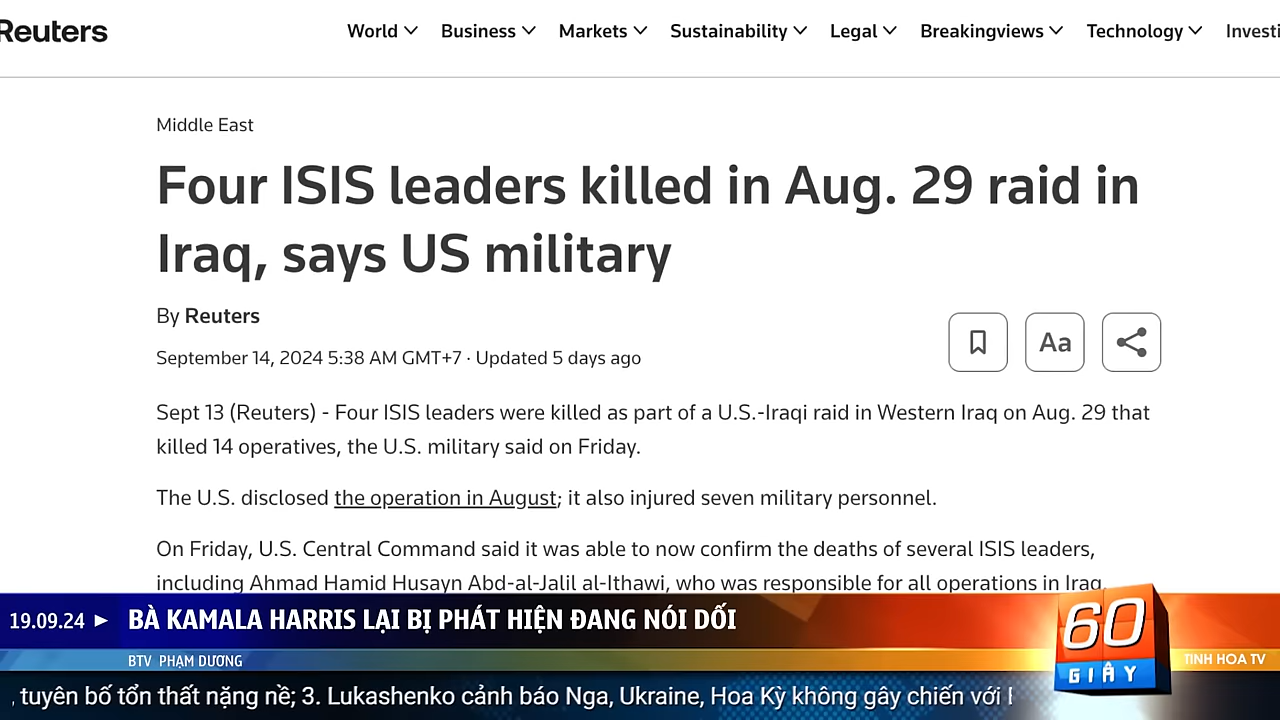 Reuters
World Business Markets Sustainability Legal Breakingviews Technology Investi
Middle East
Four ISIS leaders killed in Aug. 29 raid in
Iraq, says US military
By Reuters
Aa
September 14, 2024 5:38 AM GMT+7 · Updated 5 days ago
Sept 13 (Reuters) - Four ISIS leaders were killed as part of a U.S.-Iraqi raid in Western Iraq on Aug. 29 that
killed 14 operatives, the U.S. military said on Friday.
The U.S. disclosed the operation in August; it also injured seven military personnel.
On Friday, U.S. Central Command said it was able to now confirm the deaths of several ISIS leaders,
including Ahmad Hamid Husayn Abd-al-Jalil al-Ithawi, who was responsible for all operations in Iraq.
19.09.24 ► BÀ KAMALA HARRIS LẠI BỊ PHÁT HIỆN ĐANG NÓI DỐI
BTV PHẠM DƯƠNG
60
GIÂY
TINH HOA TV
, tuyên bố tổn thất nặng nề; 3. Lukashenko cảnh báo Nga, Ukraine, Hoa Kỳ không gây chiến với